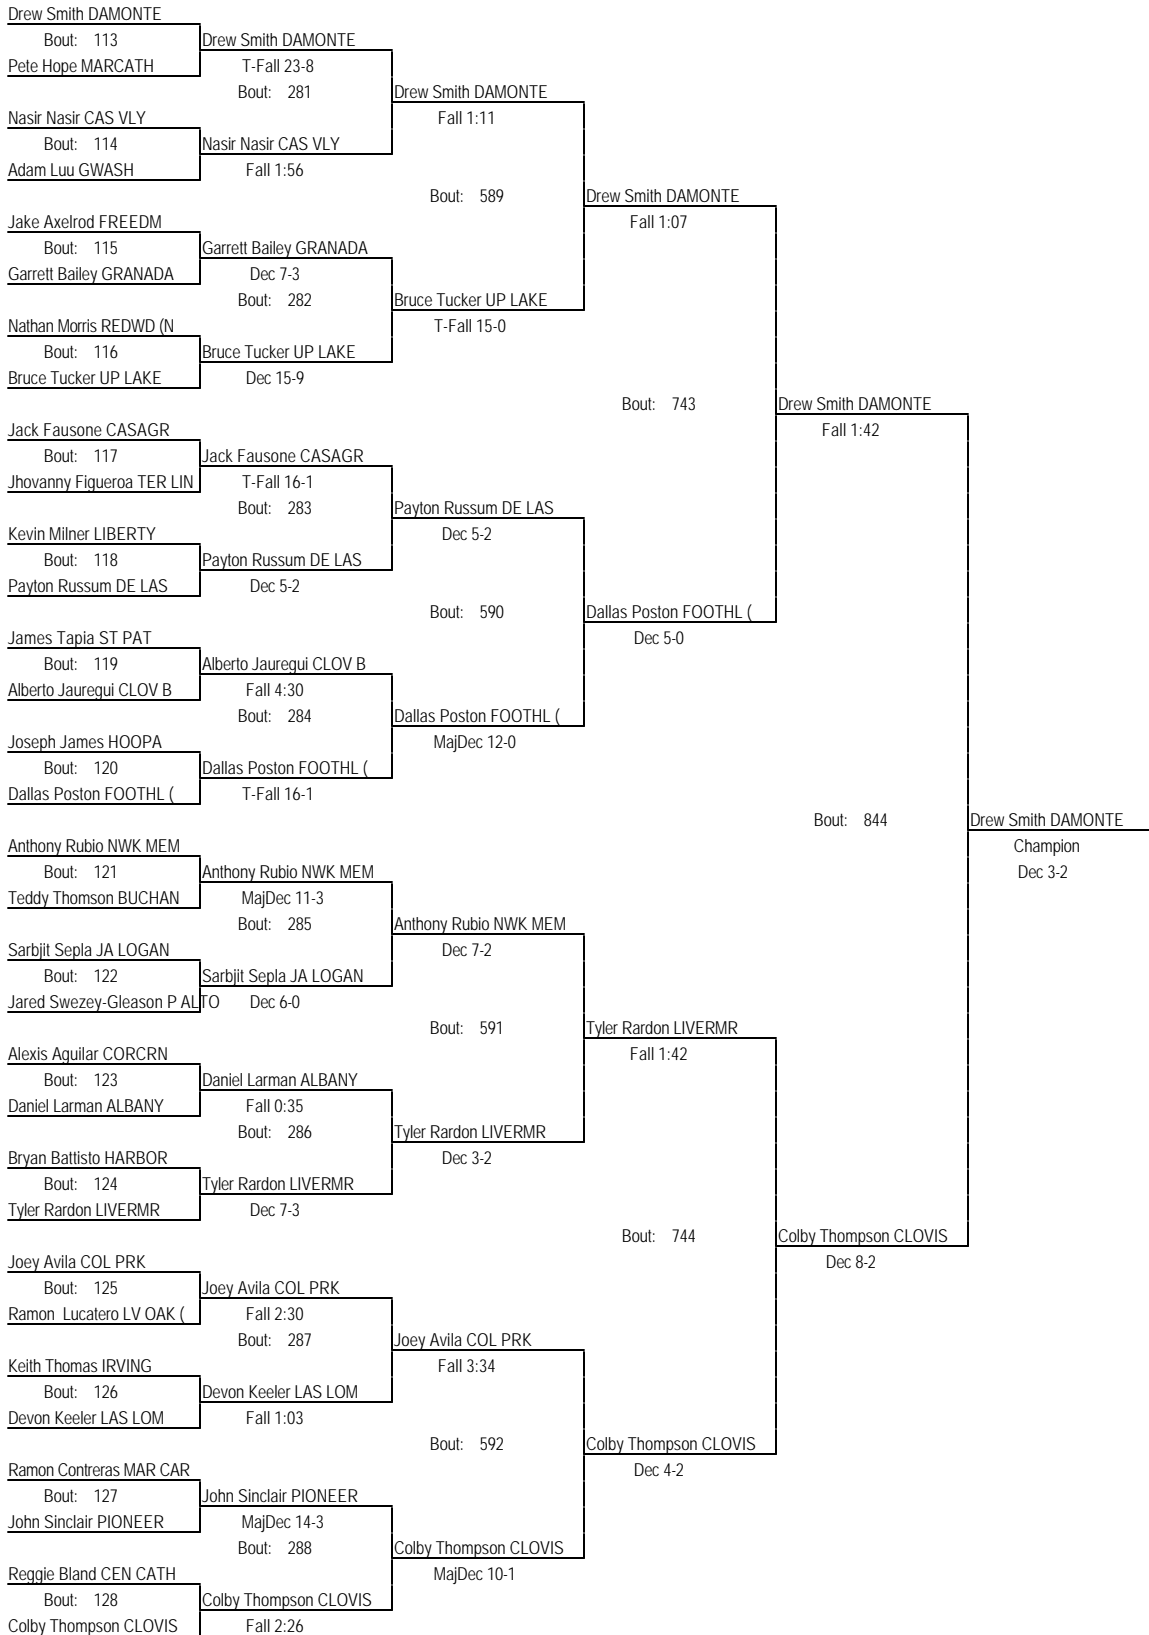 Drew Smith DAMONTE
Bout: 113
Drew Smith DAMONTE
Pete Hope MARCATH
T-Fall 23-8
Bout: 281
Drew Smith DAMONTE
Nasir Nasir CAS VLY
Fall 1:11
Bout: 114
Nasir Nasir CAS VLY
Adam Luu GWASH
Fall 1:56
Bout: 589
Drew Smith DAMONTE
Jake Axelrod FREEDM
Fall 1:07
Bout: 115
Garrett Bailey GRANADA
Garrett Bailey GRANADA
Dec 7-3
Bout: 282
Bruce Tucker UP LAKE
Nathan Morris REDWD (N
T-Fall 15-0
Bout: 116
Bruce Tucker UP LAKE
Bruce Tucker UP LAKE
Dec 15-9
Bout: 743
Drew Smith DAMONTE
Jack Fausone CASAGR
Fall 1:42
Bout: 117
Jack Fausone CASAGR
Jhovanny Figueroa TER LIN
T-Fall 16-1
Bout: 283
Payton Russum DE LAS
Kevin Milner LIBERTY
Dec 5-2
Bout: 118
Payton Russum DE LAS
Payton Russum DE LAS
Dec 5-2
Bout: 590
Dallas Poston FOOTHL (
James Tapia ST PAT
Dec 5-0
Bout: 119
Alberto Jauregui CLOV B
Alberto Jauregui CLOV B
Fall 4:30
Bout: 284
Dallas Poston FOOTHL (
Joseph James HOOPA
MajDec 12-0
Bout: 120
Dallas Poston FOOTHL (
Dallas Poston FOOTHL (
T-Fall 16-1
Bout: 844
Drew Smith DAMONTE
Anthony Rubio NWK MEM
Champion
Bout: 121
Anthony Rubio NWK MEM
Dec 3-2
Teddy Thomson BUCHAN
MajDec 11-3
Bout: 285
Anthony Rubio NWK MEM
Sarbjit Sepla JA LOGAN
Dec 7-2
Bout: 122
Sarbjit Sepla JA LOGAN
Jared Swezey-Gleason P ALTO
Dec 6-0
Bout: 591
Tyler Rardon LIVERMR
Alexis Aguilar CORCRN
Fall 1:42
Bout: 123
Daniel Larman ALBANY
Daniel Larman ALBANY
Fall 0:35
Bout: 286
Tyler Rardon LIVERMR
Bryan Battisto HARBOR
Dec 3-2
Bout: 124
Tyler Rardon LIVERMR
Tyler Rardon LIVERMR
Dec 7-3
Bout: 744
Colby Thompson CLOVIS
Joey Avila COL PRK
Dec 8-2
Bout: 125
Joey Avila COL PRK
Ramon Lucatero LV OAK (
Fall 2:30
Bout: 287
Joey Avila COL PRK
Keith Thomas IRVING
Fall 3:34
Bout: 126
Devon Keeler LAS LOM
Devon Keeler LAS LOM
Fall 1:03
Bout: 592
Colby Thompson CLOVIS
Ramon Contreras MAR CAR
Dec 4-2
Bout: 127
John Sinclair PIONEER
John Sinclair PIONEER
MajDec 14-3
Bout: 288
Colby Thompson CLOVIS
Reggie Bland CEN CATH
MajDec 10-1
Bout: 128
Colby Thompson CLOVIS
Colby Thompson CLOVIS
Fall 2:26